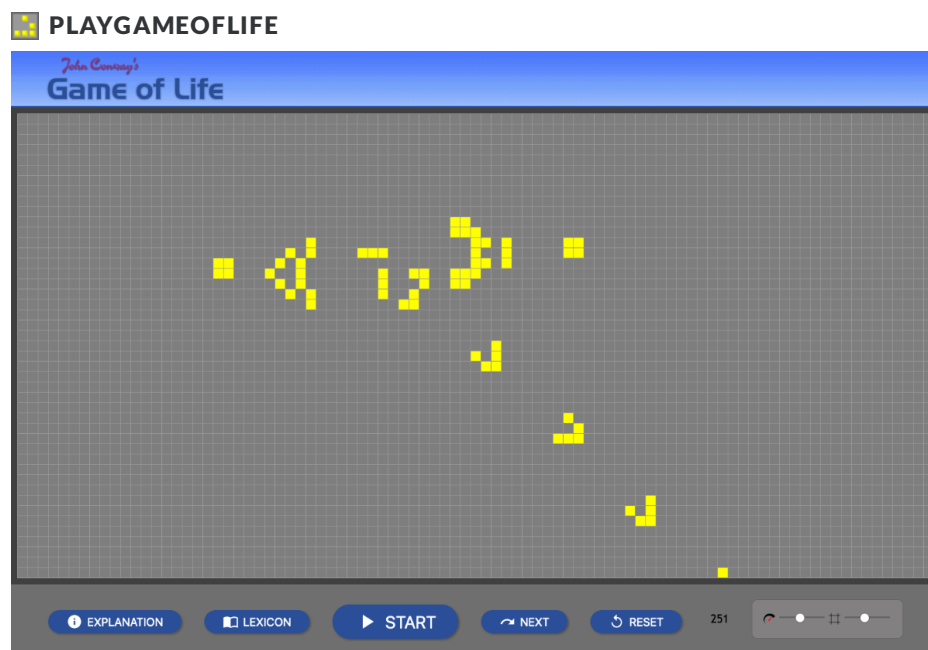 PLAYGAMEOFLIFE
John Conway's
Game of Life
EXPLANATION
LEXICON
START
NEXT
RESET
251